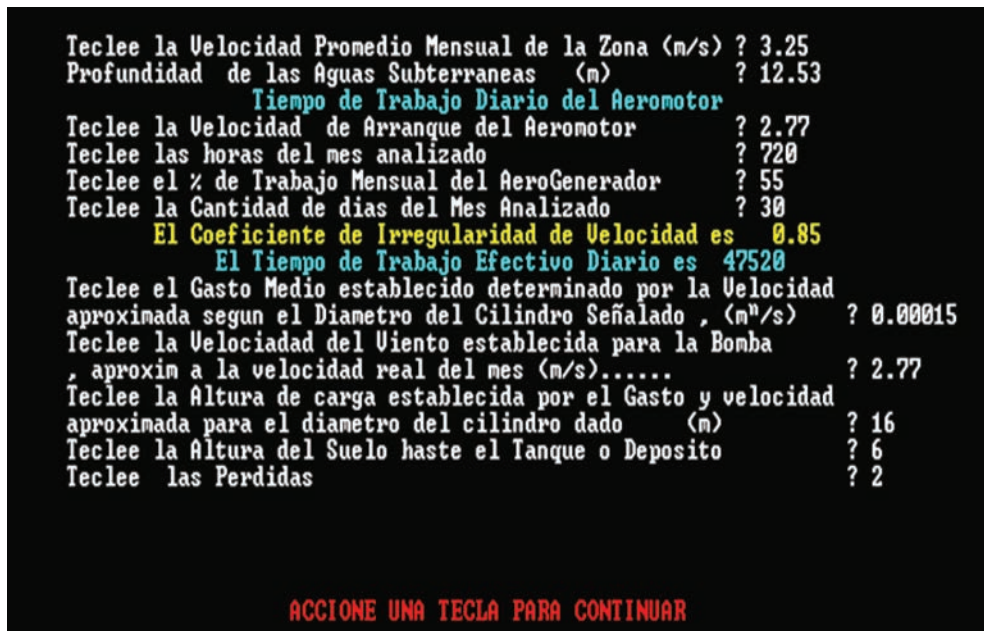 Teclee la Velocidad Promedio Mensual de la Zona (m/s) ? 3.25
Profundidad de las Aguas Subterraneas (m) ? 12.53
Tiempo de Trabajo Diario del Aeromotor
Teclee la Velocidad de Arranque del Aeromotor ? 2.77
Teclee las horas del mes analizado ? 720
Teclee el % de Trabajo Mensual del AeroGenerador ? 55
Teclee la Cantidad de dias del Mes Analizado ? 30
El Coeficiente de Irregularidad de Velocidad es 0.85
El Tiempo de Trabajo Efectivo Diario es 47520
Teclee el Gasto Medio establecido determinado por la Velocidad
aproximada segun el Diametro del Cilindro Señalado , (mⁿ/s) ? 0.00015
Teclee la Velociadad del Viento establecida para la Bomba
, aproxim a la velocidad real del mes (m/s)...... ? 2.77
Teclee la Altura de carga establecida por el Gasto y velocidad
aproximada para el diametro del cilindro dado (m) ? 16
Teclee la Altura del Suelo haste el Tanque o Deposito ? 6
Teclee las Perdidas ? 2
ACCIONE UNA TECLA PARA CONTINUAR